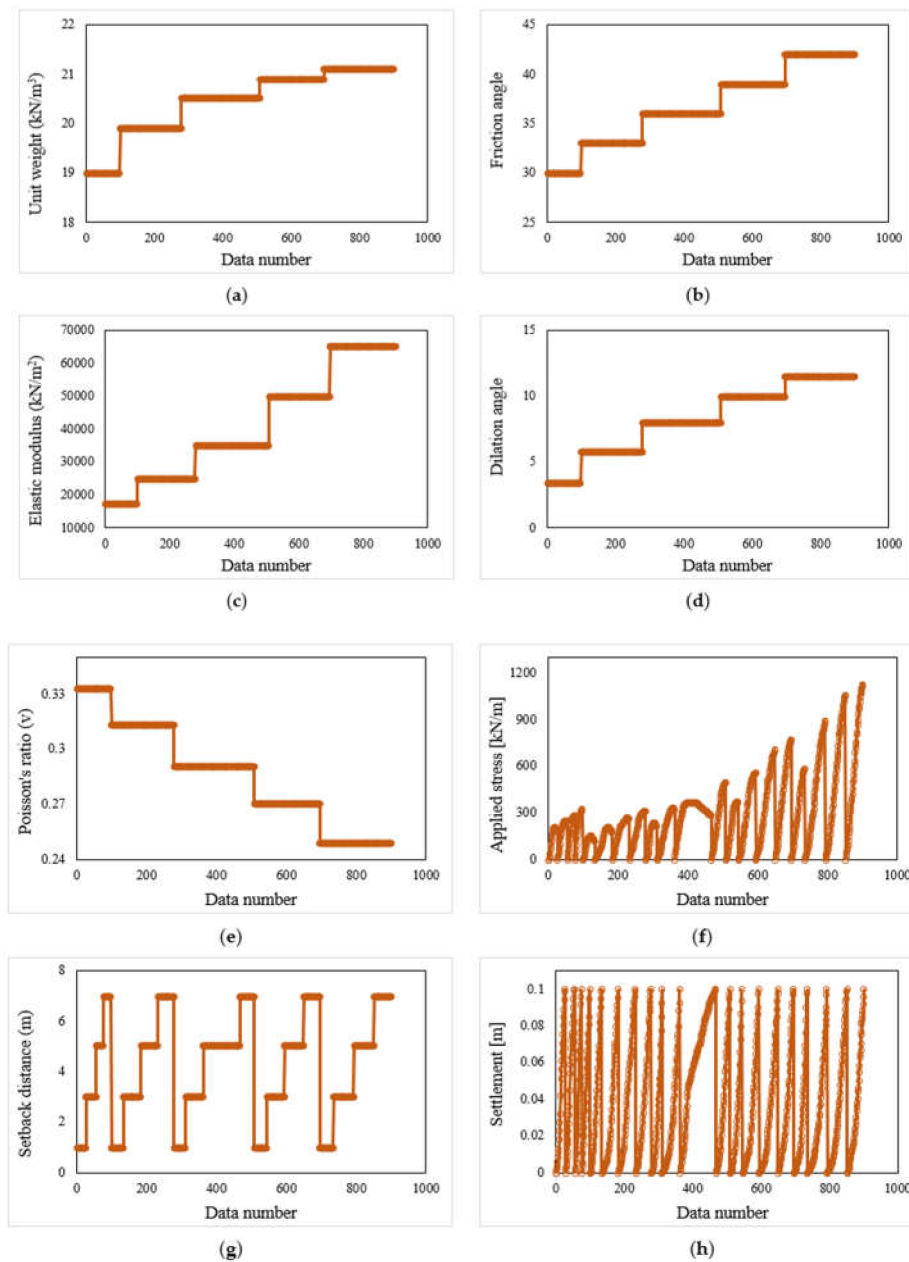 22
21
20
19
18
Unit weight (kN/m³)
0 200 400 600 800 1000
Data number
(a)
45
40
35
30
25
Friction angle
0 200 400 600 800 1000
Data number
(b)
70000
60000
50000
40000
30000
20000
10000
Elastic modulus (kN/m²)
0 200 400 600 800 1000
Data number
(c)
15
10
5
0
Dilation angle
0 200 400 600 800 1000
Data number
(d)
0.33
0.3
0.27
0.24
Poisson's ratio (v)
0 200 400 600 800 1000
Data number
(e)
1200
900
600
300
0
Applied stress [kN/m]
0 200 400 600 800 1000
Data number
(f)
8
6
4
2
0
Setback distance (m)
0 200 400 600 800 1000
Data number
(g)
0.1
0.08
0.06
0.04
0.02
0
Settlement [m]
0 200 400 600 800 1000
Data number
(h)